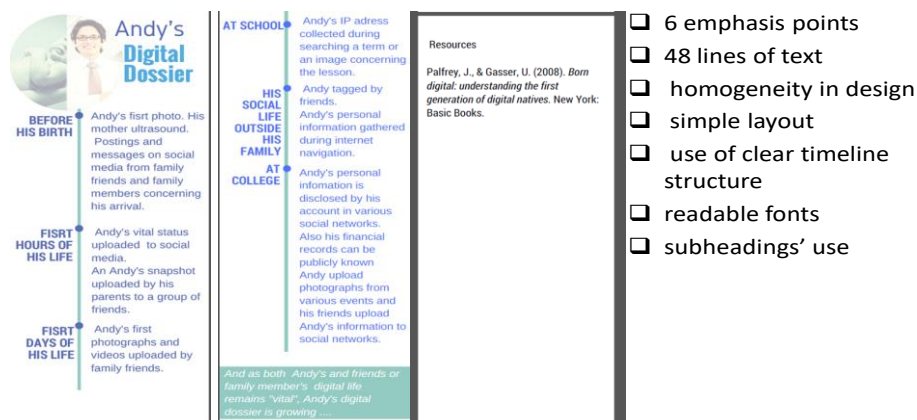 Andy's
Digital
Dossier
BEFORE
HIS BIRTH
Andy's fisrt photo. His
mother ultrasound.
Postings and
messages on social
media from family
friends and family
members concerning
his arrival.
FISRT
HOURS OF
HIS LIFE
Andy's vital status
uploaded to social
media.
An Andy's snapshot
uploaded by his
parents to a group of
friends.
FISRT
DAYS OF
HIS LIFE
Andy's first
photographs and
videos uploaded by
family friends.
AT SCHOOL
Andy's IP adress
collected during
searching a term or
an image concerning
the lesson.
HIS
SOCIAL
LIFE
OUTSIDE
HIS
FAMILY
Andy tagged by
friends.
Andy's personal
information gathered
during internet
navigation.
AT
COLLEGE
Andy's personal
infomation is
disclosed by his
account in various
social networks.
Also his financial
records can be
publicly known
Andy upload
photographs from
various events and
his friends upload
Andy's information to
social networks.
And as both Andy's and friends or
family member's digital life
remains "vital", Andy's digital
dossier is growing ....
Resources
Palfrey, J., & Gasser, U. (2008). Born
digital: understanding the first
generation of digital natives. New York:
Basic Books.
❑ 6 emphasis points
❑ 48 lines of text
❑ homogeneity in design
❑ simple layout
❑ use of clear timeline
structure
❑ readable fonts
❑ subheadings' use